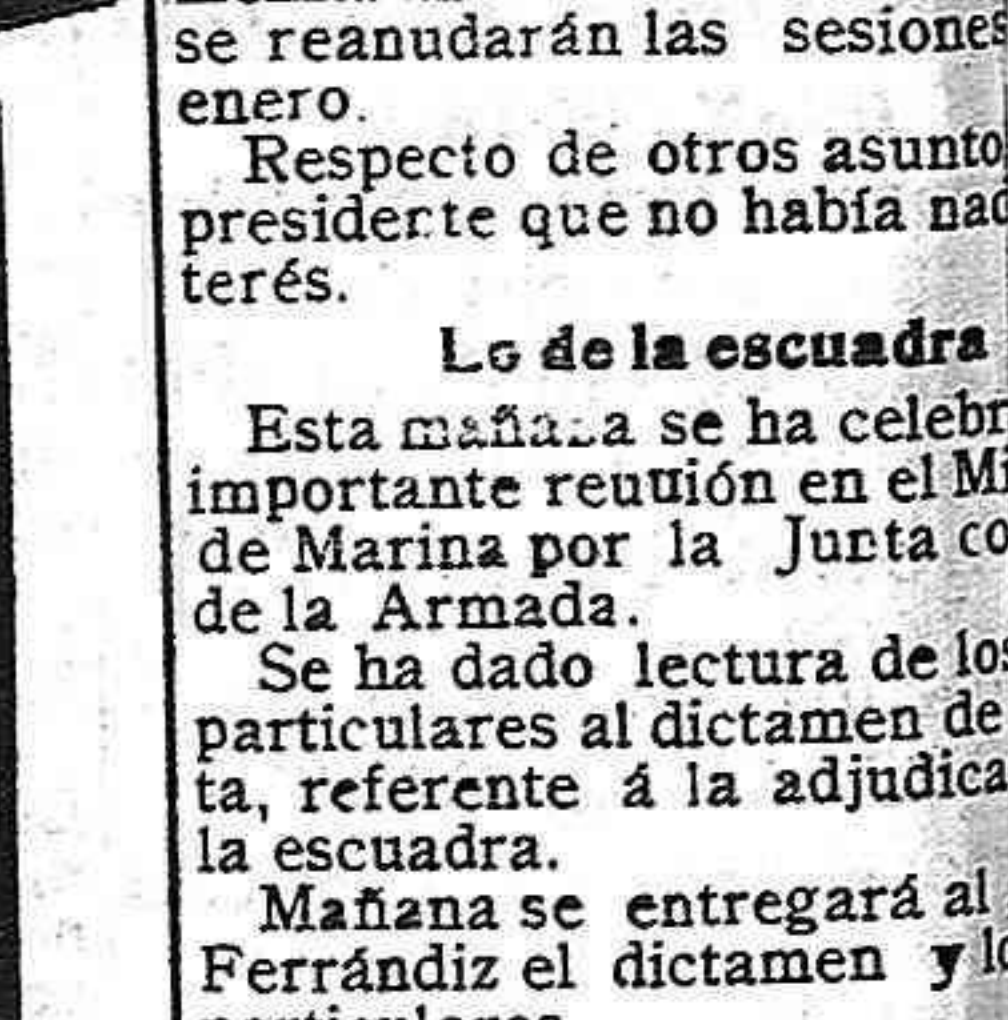 se reanudarán las sesiones
enero.
Respecto de otros asunto
presidente que no había nad
terés.
Lo de la escuadra
Esta mañana se ha celebr
importante reuuión en el Mi
de Marina por la Junta co
de la Armada.
Se ha dado lectura de los
particulares al dictamen de
ta, referente á la adjudica
la escuadra.
Mañana se entregará al
Ferrándiz el dictamen y lo